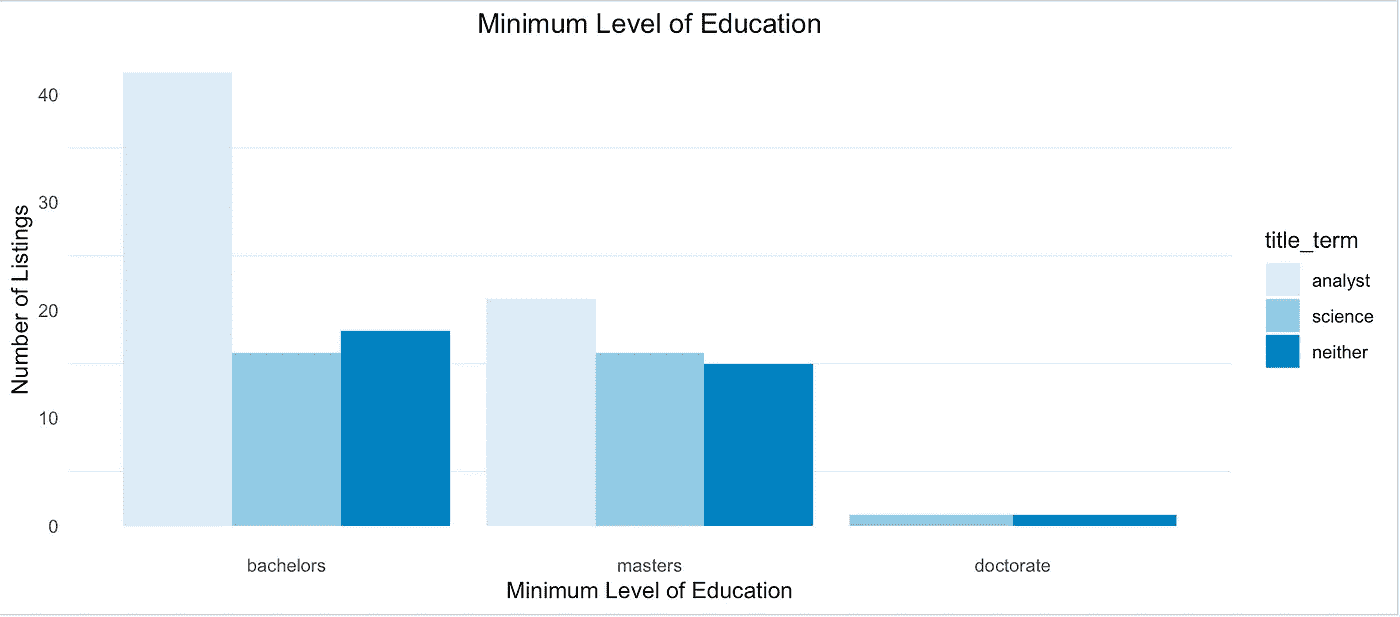 Minimum Level of Education
40
30
20
10
0
Number of Listings
bachelors
masters
doctorate
Minimum Level of Education
title_term
analyst
science
neither